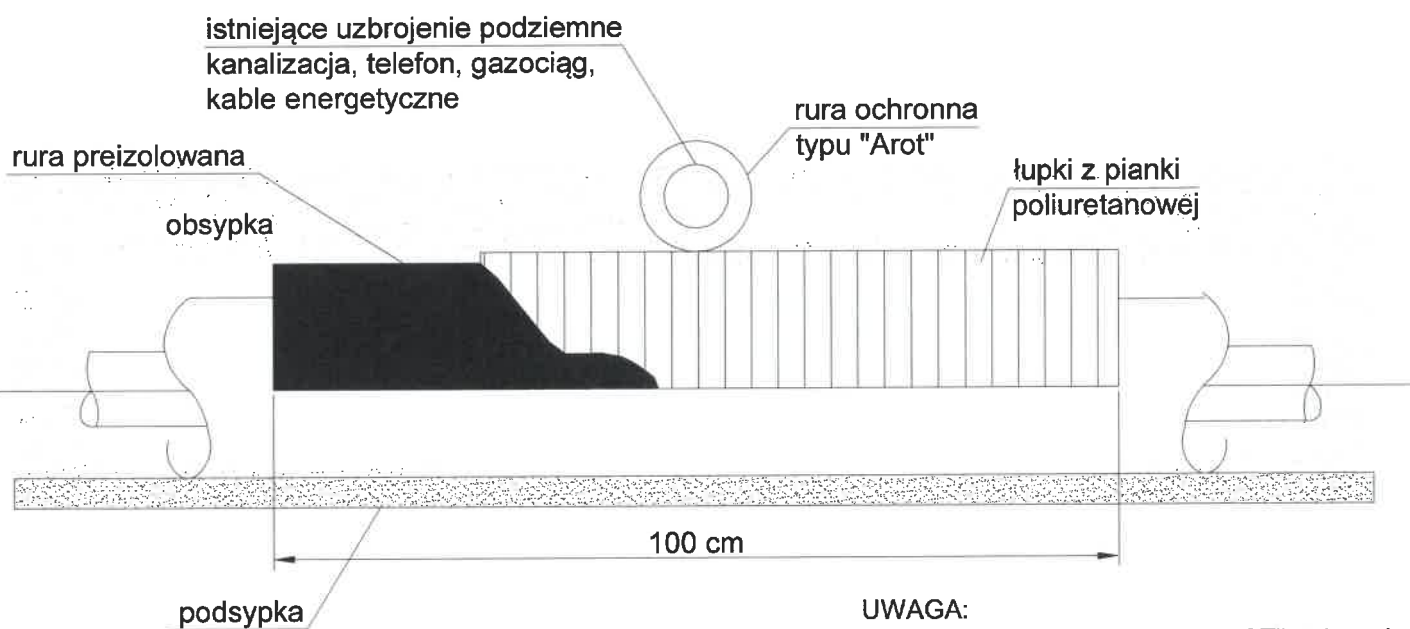 istniejące uzbrojenie podziemne
kanalizacja, telefon, gazociąg,
kable energetyczne
rura ochronna
typu "Arot"
rura preizolowana
łupki z pianki
poliuretanowej
obsypka
100 cm
podsypka
UWAGA: